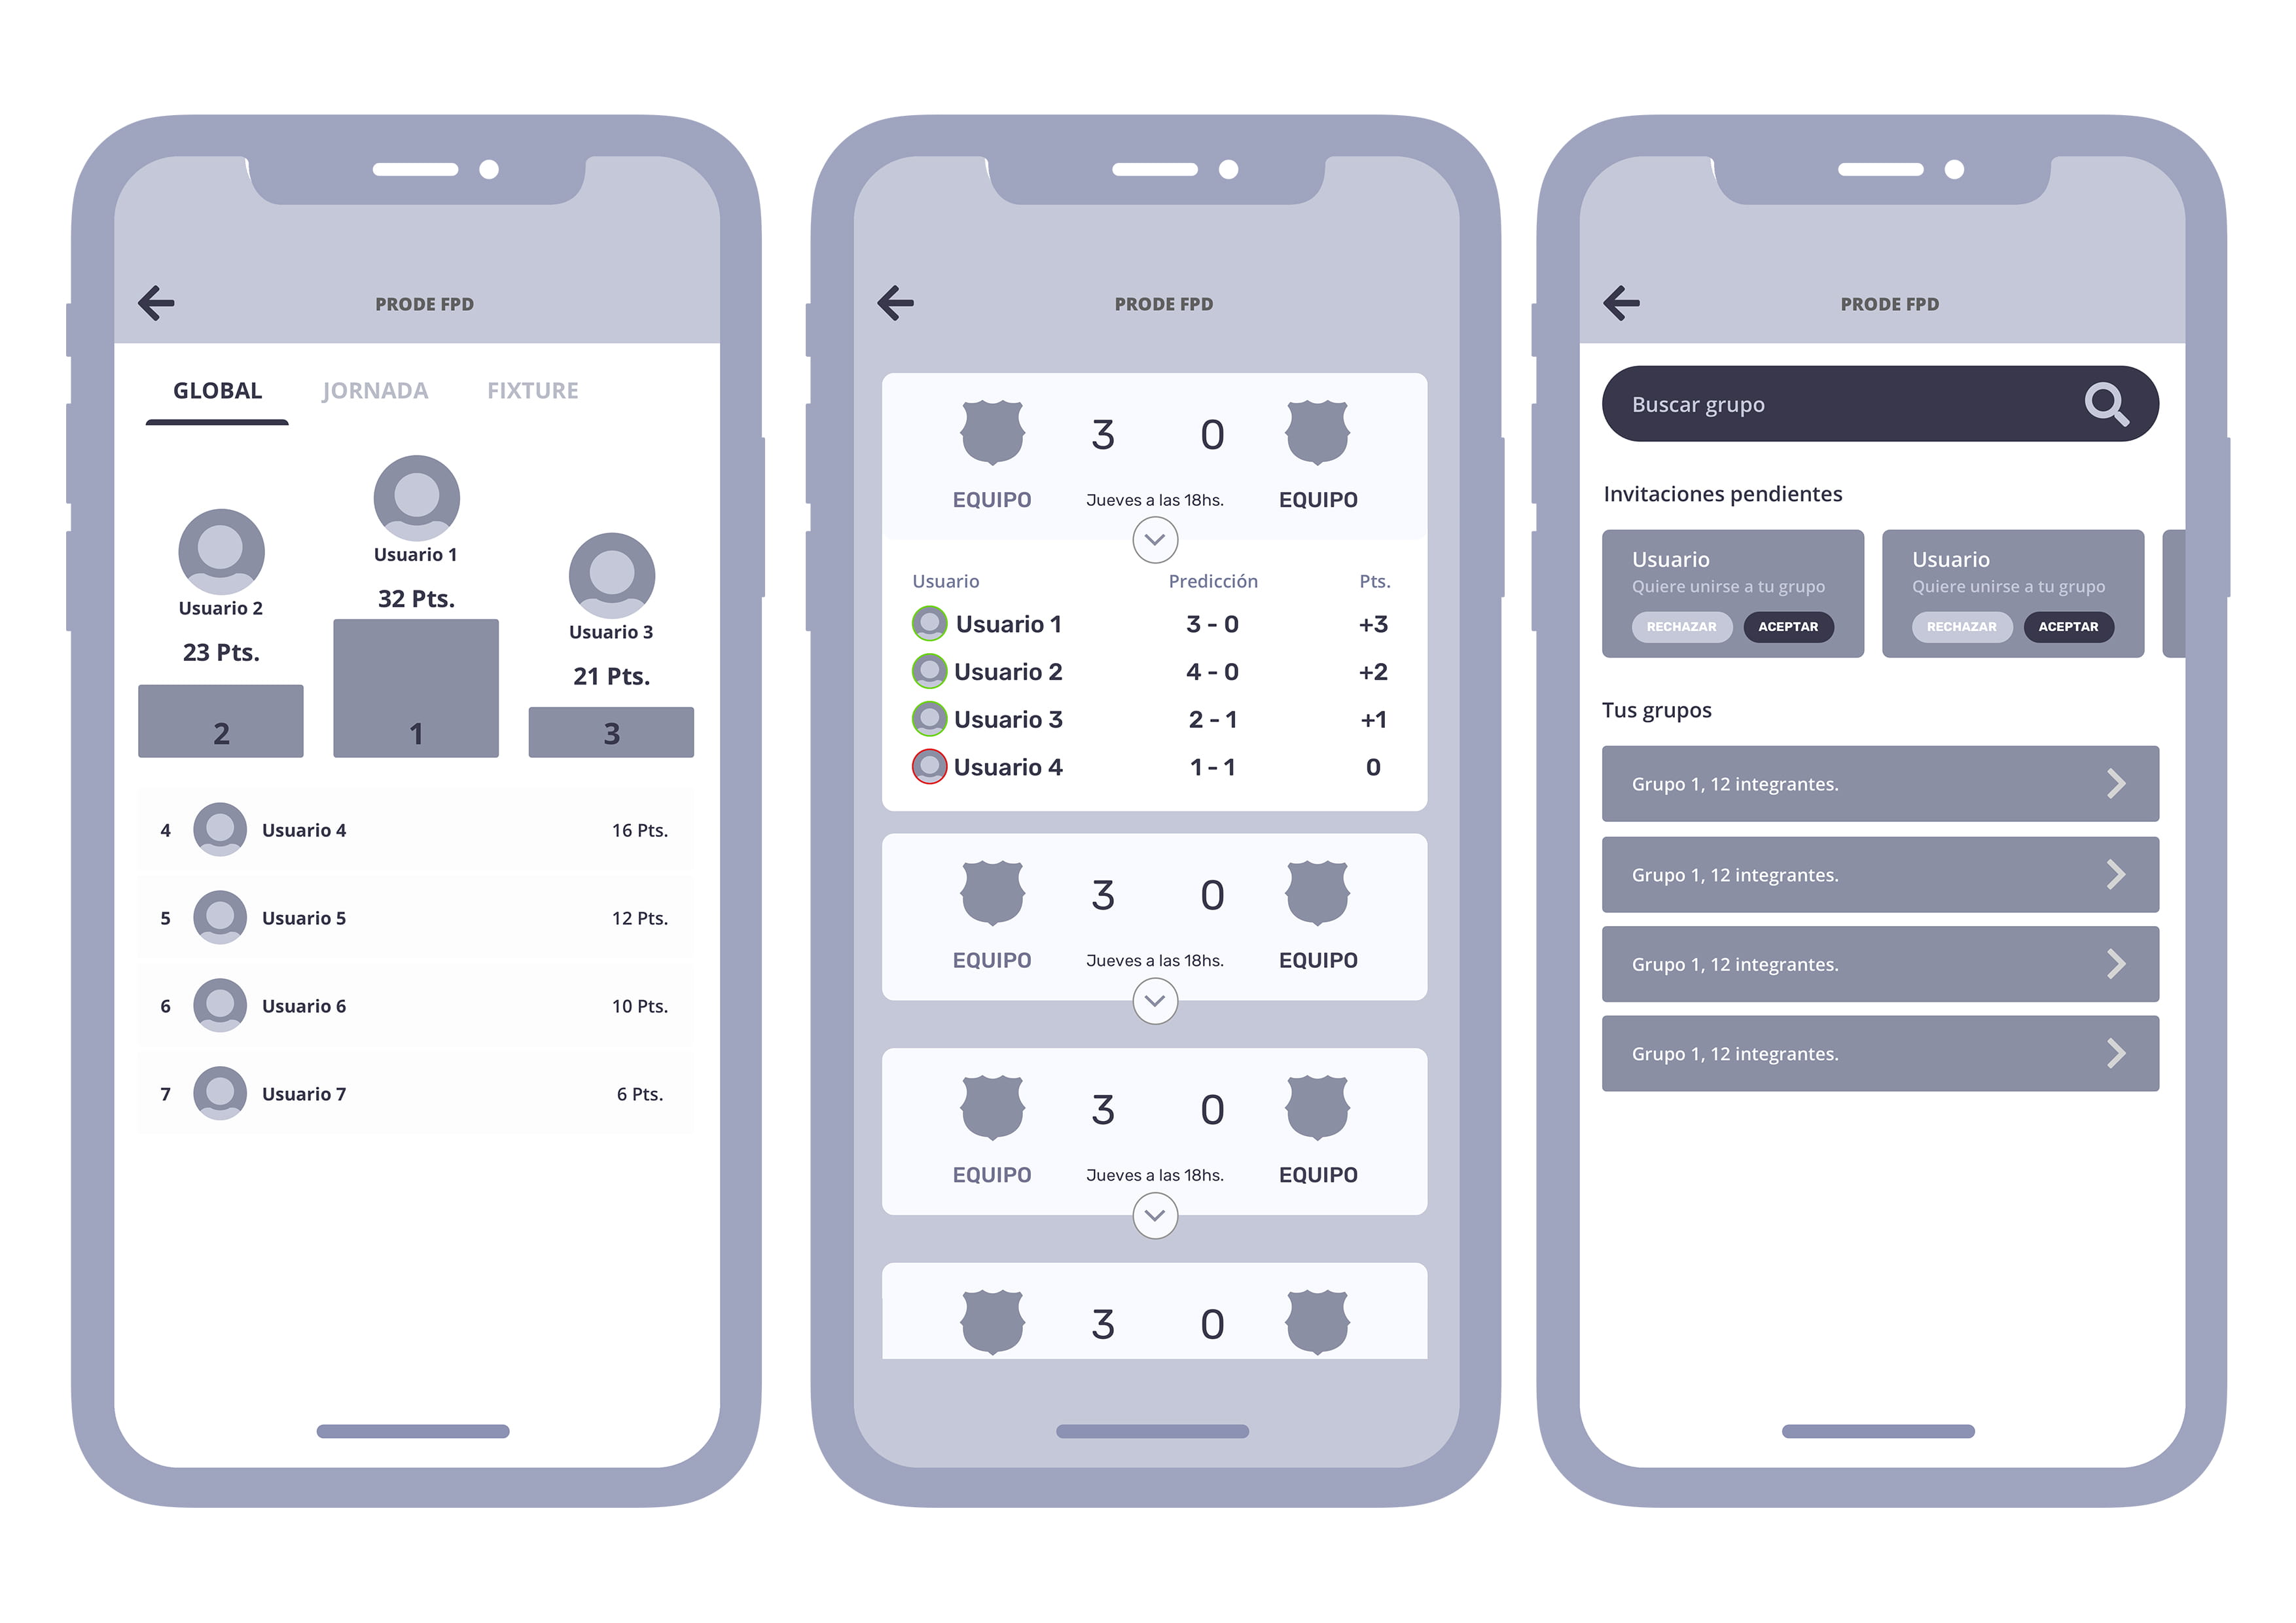 PRODE FPD
GLOBAL JORNADA FIXTURE
Usuario 1
32 Pts.
Usuario 2
23 Pts.
Usuario 3
21 Pts.
2 1 3
4 Usuario 4 16 Pts.
5 Usuario 5 12 Pts.
6 Usuario 6 10 Pts.
7 Usuario 7 6 Pts.
PRODE FPD
3 0
EQUIPO Jueves a las 18hs. EQUIPO
Usuario Predicción Pts.
Usuario 1 3 - 0 +3
Usuario 2 4 - 0 +2
Usuario 3 2 - 1 +1
Usuario 4 1 - 1 0
3 0
EQUIPO Jueves a las 18hs. EQUIPO
3 0
EQUIPO Jueves a las 18hs. EQUIPO
3 0
PRODE FPD
Buscar grupo
Invitaciones pendientes
Usuario
Quiere unirse a tu grupo
RECHAZAR ACEPTAR
Usuario
Quiere unirse a tu grupo
RECHAZAR ACEPTAR
Tus grupos
Grupo 1, 12 integrantes.
Grupo 1, 12 integrantes.
Grupo 1, 12 integrantes.
Grupo 1, 12 integrantes.